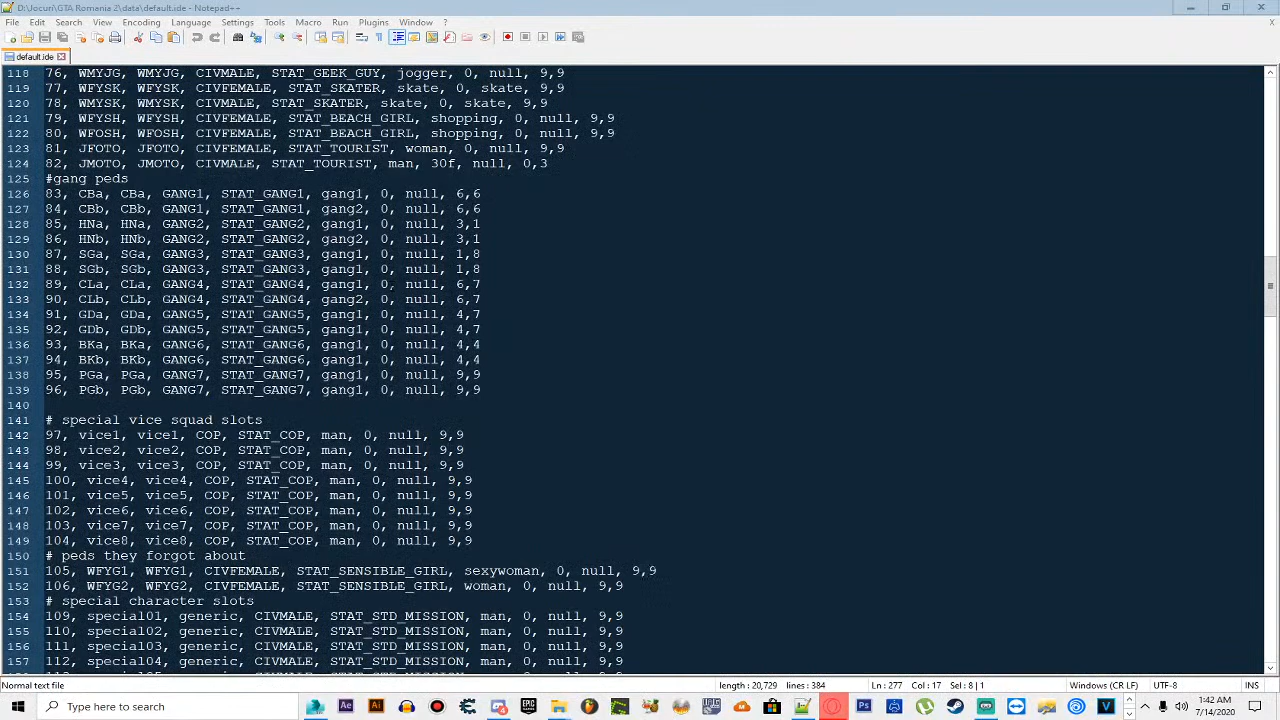 D:\Jocuri\GTA Romania 2\data\default.ide - Notepad++
File Edit Search View Encoding Language Settings Tools Macro Run Plugins Window ?
default.ide
118 76, WMYJG, WMYJG, CIVMALE, STAT_GEEK_GUY, jogger, 0, null, 9,9
119 77, WFYSK, WFYSK, CIVFEMALE, STAT_SKATER, skate, 0, skate, 9,9
120 78, WMYSK, WMYSK, CIVMALE, STAT_SKATER, skate, 0, skate, 9,9
121 79, WFYSH, WFYSH, CIVFEMALE, STAT_BEACH_GIRL, shopping, 0, null, 9,9
122 80, WFOSH, WFOSH, CIVFEMALE, STAT_BEACH_GIRL, shopping, 0, null, 9,9
123 81, JFOTO, JFOTO, CIVFEMALE, STAT_TOURIST, woman, 0, null, 9,9
124 82, JMOTO, JMOTO, CIVMALE, STAT_TOURIST, man, 30f, null, 0,3
125 #gang peds
126 83, CBa, CBa, GANG1, STAT_GANG1, gang1, 0, null, 6,6
127 84, CBb, CBb, GANG1, STAT_GANG1, gang2, 0, null, 6,6
128 85, HNa, HNa, GANG2, STAT_GANG2, gang1, 0, null, 3,1
129 86, HNb, HNb, GANG2, STAT_GANG2, gang2, 0, null, 3,1
130 87, SGa, SGa, GANG3, STAT_GANG3, gang1, 0, null, 1,8
131 88, SGb, SGb, GANG3, STAT_GANG3, gang1, 0, null, 1,8
132 89, CLa, CLa, GANG4, STAT_GANG4, gang1, 0, null, 6,7
133 90, CLb, CLb, GANG4, STAT_GANG4, gang2, 0, null, 6,7
134 91, GDa, GDa, GANG5, STAT_GANG5, gang1, 0, null, 4,7
135 92, GDb, GDb, GANG5, STAT_GANG5, gang1, 0, null, 4,7
136 93, BKa, BKa, GANG6, STAT_GANG6, gang1, 0, null, 4,4
137 94, BKb, BKb, GANG6, STAT_GANG6, gang1, 0, null, 4,4
138 95, PGa, PGa, GANG7, STAT_GANG7, gang1, 0, null, 9,9
139 96, PGb, PGb, GANG7, STAT_GANG7, gang1, 0, null, 9,9
140
141 # special vice squad slots
142 97, vice1, vice1, COP, STAT_COP, man, 0, null, 9,9
143 98, vice2, vice2, COP, STAT_COP, man, 0, null, 9,9
144 99, vice3, vice3, COP, STAT_COP, man, 0, null, 9,9
145 100, vice4, vice4, COP, STAT_COP, man, 0, null, 9,9
146 101, vice5, vice5, COP, STAT_COP, man, 0, null, 9,9
147 102, vice6, vice6, COP, STAT_COP, man, 0, null, 9,9
148 103, vice7, vice7, COP, STAT_COP, man, 0, null, 9,9
149 104, vice8, vice8, COP, STAT_COP, man, 0, null, 9,9
150 # peds they forgot about
151 105, WFYG1, WFYG1, CIVFEMALE, STAT_SENSIBLE_GIRL, sexywoman, 0, null, 9,9
152 106, WFYG2, WFYG2, CIVFEMALE, STAT_SENSIBLE_GIRL, woman, 0, null, 9,9
153 # special character slots
154 109, special01, generic, CIVMALE, STAT_STD_MISSION, man, 0, null, 9,9
155 110, special02, generic, CIVMALE, STAT_STD_MISSION, man, 0, null, 9,9
156 111, special03, generic, CIVMALE, STAT_STD_MISSION, man, 0, null, 9,9
157 112, special04, generic, CIVMALE, STAT_STD_MISSION, man, 0, null, 9,9
Normal text file length : 20,729 lines : 384 Ln : 277 Col : 17 Sel : 8 | 1 Windows (CR LF) UTF-8 INS
Type here to search
1:42 AM
7/14/2020